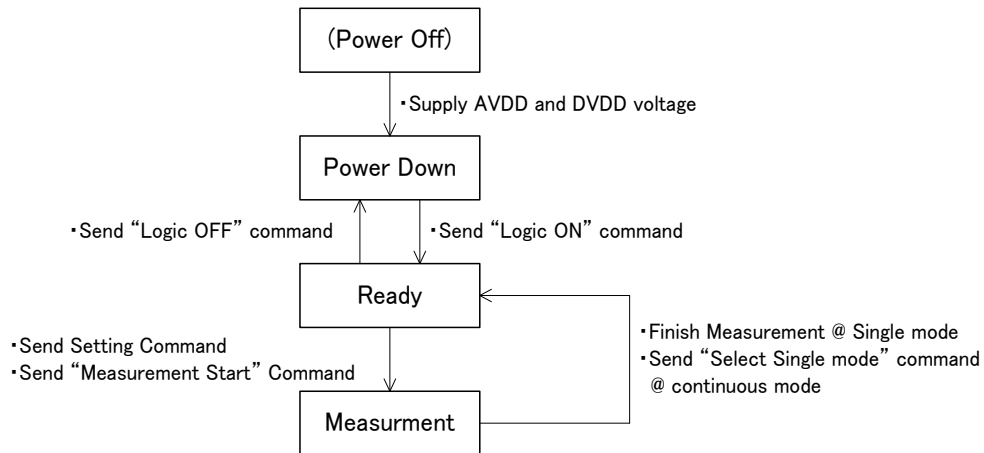 (Power Off)
・Supply AVDD and DVDD voltage
Power Down
・Send “Logic OFF” command
・Send “Logic ON” command
Ready
・Send Setting Command
・Send “Measurement Start” Command
・Finish Measurement @ Single mode
・Send “Select Single mode” command
@ continuous mode
Measurment